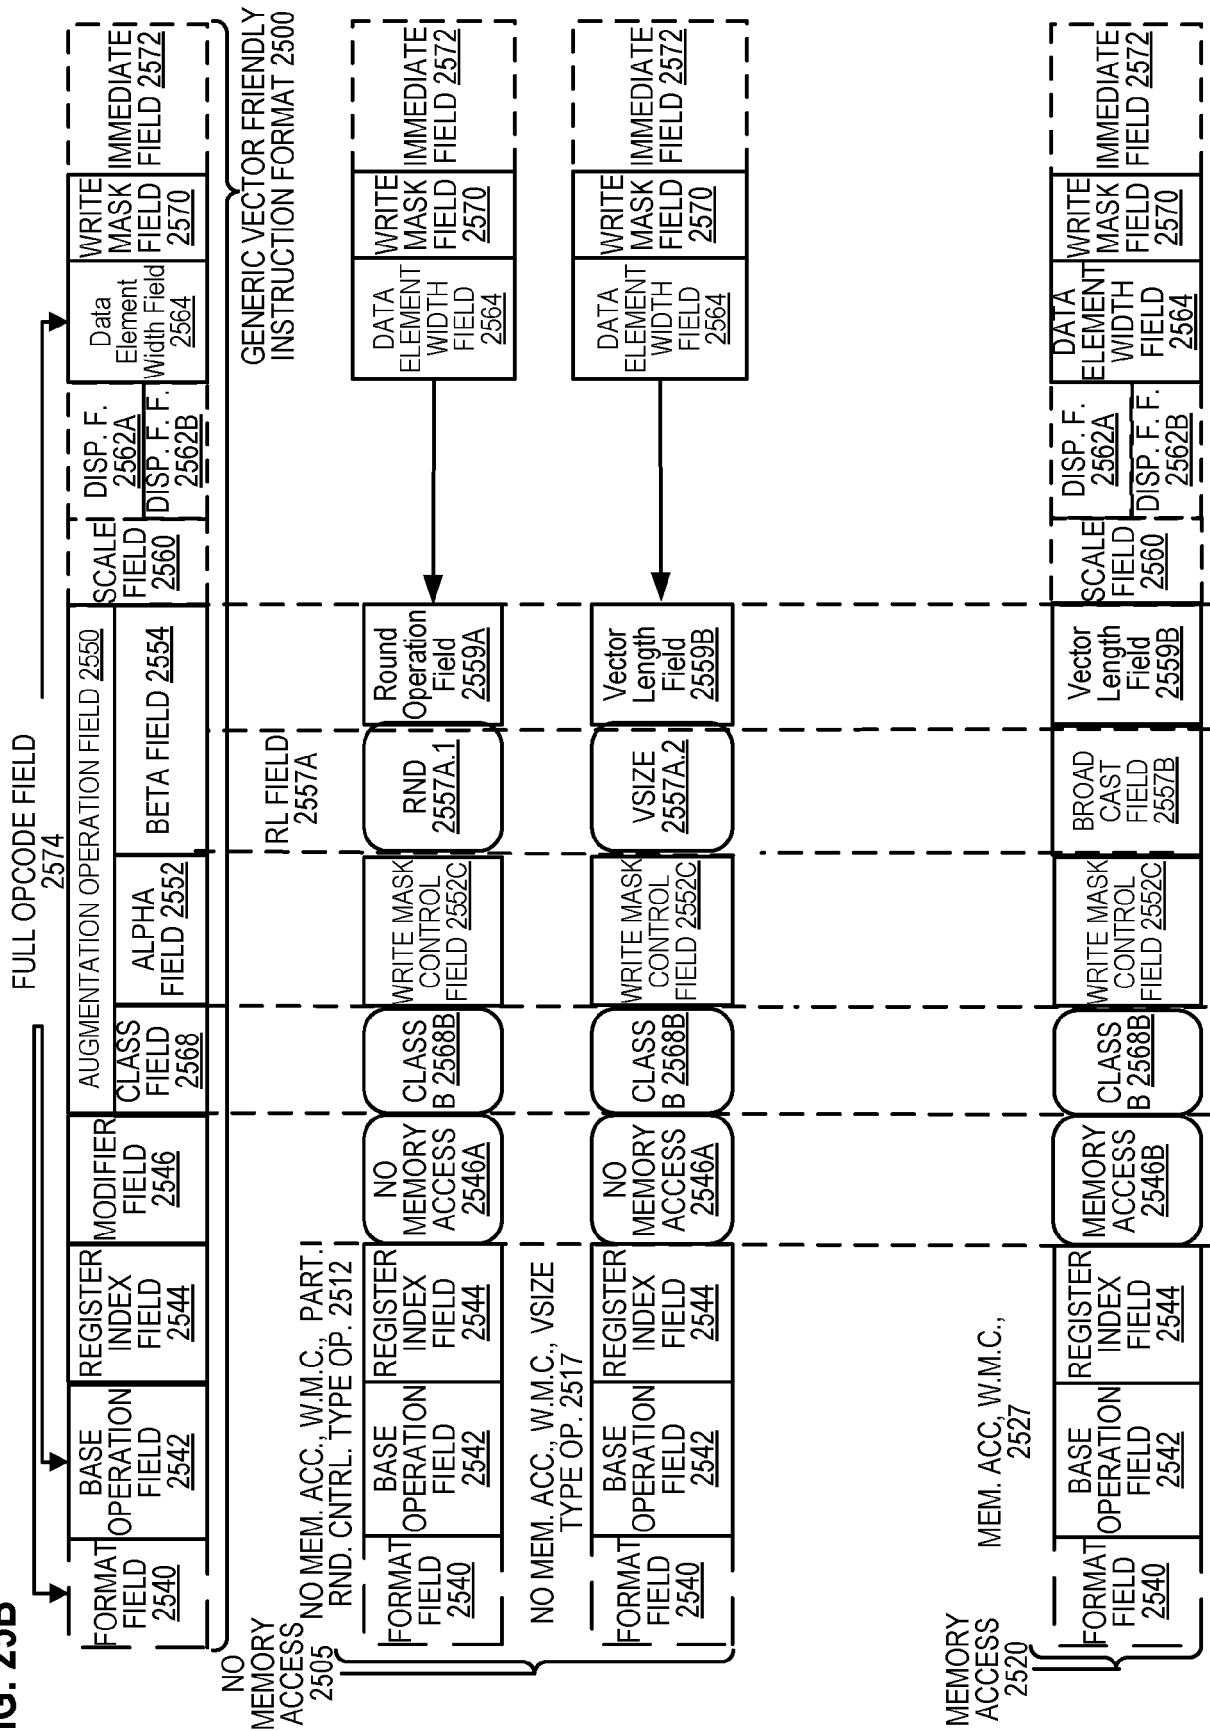 IG. 25B
FULL OPCODE FIELD
2574
FORMAT
FIELD
2540
BASE
OPERATION
FIELD
2542
REGISTER
INDEX
FIELD
2544
MODIFIER
FIELD
2546
AUGMENTATION OPERATION FIELD 2550
CLASS
FIELD
2568
ALPHA
FIELD 2552
BETA FIELD 2554
SCALE
FIELD
2560
DISP. F.
2562A
DISP. F. F.
2562B
Data
Element
Width Field
2564
WRITE
MASK
FIELD
2570
IMMEDIATE
FIELD 2572
GENERIC VECTOR FRIENDLY
INSTRUCTION FORMAT 2500
NO
MEMORY
ACCESS
2505
NO MEM. ACC., W.M.C., PART.
RND. CNTRL. TYPE OP. 2512
RL FIELD
2557A
FORMAT
FIELD
2540
BASE
OPERATION
FIELD
2542
REGISTER
INDEX
FIELD
2544
NO
MEMORY
ACCESS
2546A
CLASS
B 2568B
WRITE MASK
CONTROL
FIELD 2552C
RND
2557A.1
Round
Operation
Field
2559A
DATA
ELEMENT
WIDTH
FIELD
2564
WRITE
MASK
FIELD
2570
IMMEDIATE
FIELD 2572
NO MEM. ACC., W.M.C., VSIZE
TYPE OP. 2517
FORMAT
FIELD
2540
BASE
OPERATION
FIELD
2542
REGISTER
INDEX
FIELD
2544
NO
MEMORY
ACCESS
2546A
CLASS
B 2568B
WRITE MASK
CONTROL
FIELD 2552C
VSIZE
2557A.2
Vector
Length
Field
2559B
DATA
ELEMENT
WIDTH
FIELD
2564
WRITE
MASK
FIELD
2570
IMMEDIATE
FIELD 2572
MEMORY
ACCESS
2520
MEM. ACC, W.M.C.,
2527
FORMAT
FIELD
2540
BASE
OPERATION
FIELD
2542
REGISTER
INDEX
FIELD
2544
MEMORY
ACCESS
2546B
CLASS
B 2568B
WRITE MASK
CONTROL
FIELD 2552C
BROAD
CAST
FIELD
2557B
Vector
Length
Field
2559B
SCALE
FIELD
2560
DISP. F.
2562A
DISP. F. F.
2562B
DATA
ELEMENT
WIDTH
FIELD
2564
WRITE
MASK
FIELD
2570
IMMEDIATE
FIELD 2572